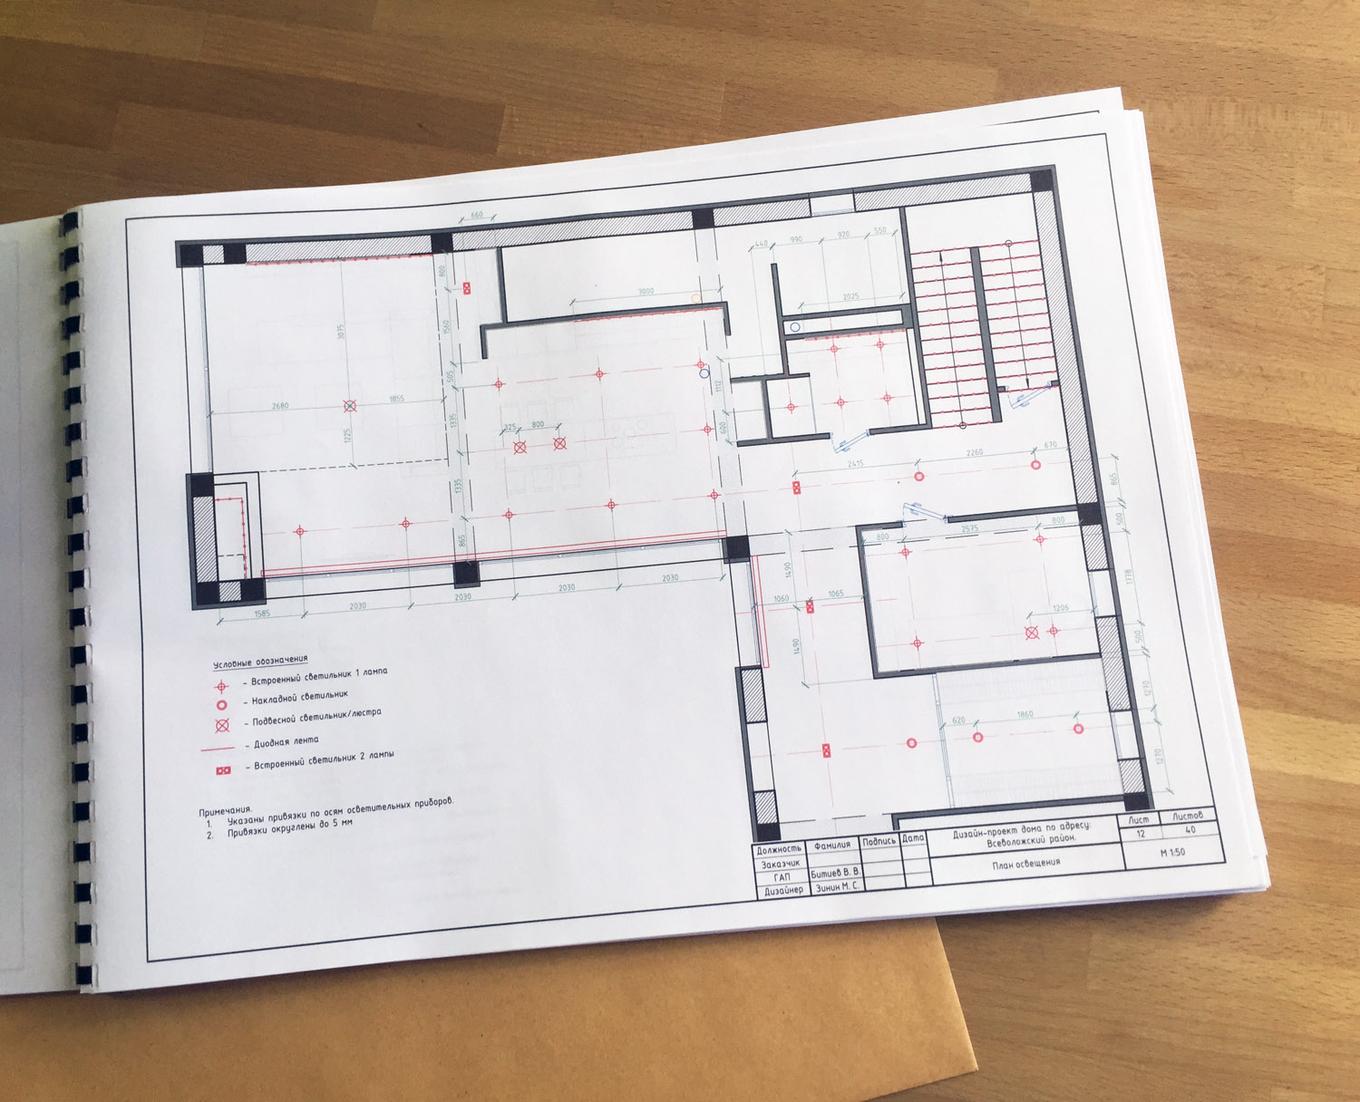 660
440
990
920
550
800
3000
2025
3075
1560
2680
1855
505
1112
1225
1335
325
800
600
2415
2260
670
865
1335
500
865
800
2575
800
1490
1778
2030
2030
1060
1065
1206
1585
2030
2030
500
1490
1270
620
1860
1270
Условные обозначения
- Встроенный светильник 1 лампа
- Накладной светильник
- Подвесной светильник/люстра
- Диодная лента
- Встроенный светильник 2 лампы
Примечания.
1. Указаны привязки по осям осветительных приборов.
2. Привязки округлены до 5 мм
Должность Фамилия Подпись Дата
Заказчик
ГАП Битиев В. В.
Дизайнер Зинин М. С.
Дизайн-проект дома по адресу:
Всеволожский район.
План освещения
Лист Листов
12 40
М 1:50